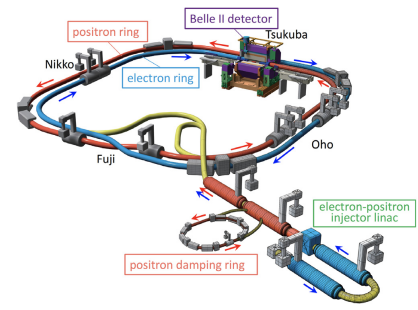 Belle II detector
positron ring
Tsukuba
Nikko
electron ring
Fuji
Oho
electron-positron
injector linac
positron damping ring